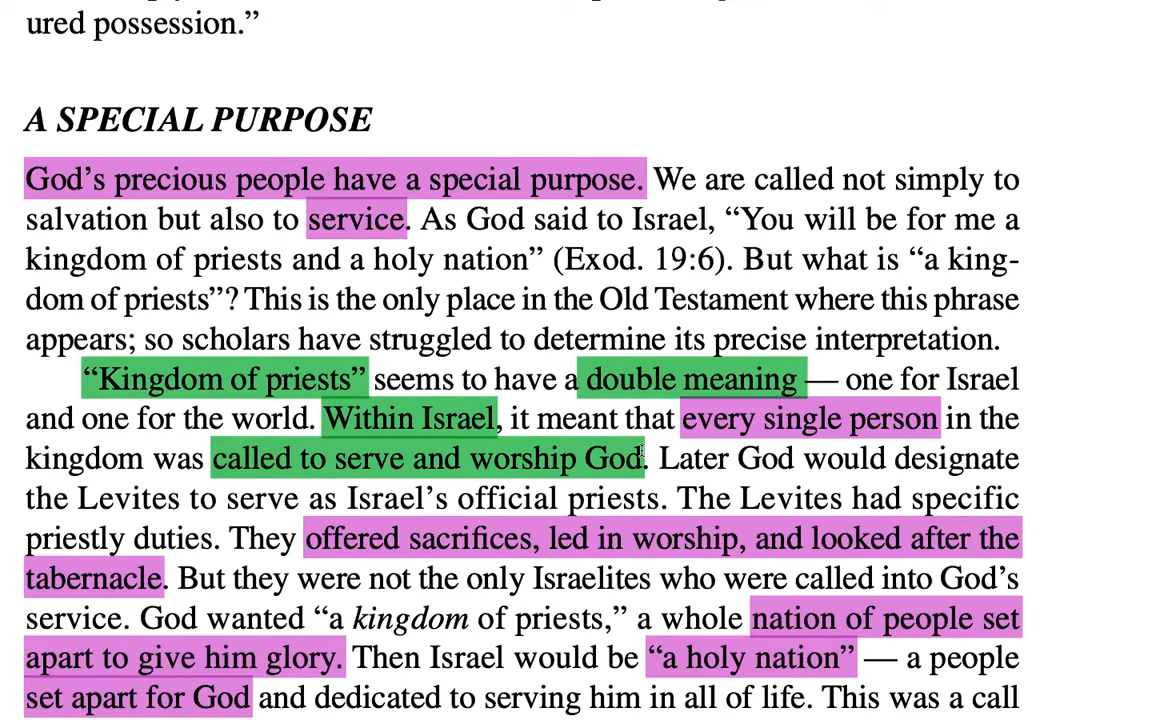 ured possession.”
A SPECIAL PURPOSE
God’s precious people have a special purpose. We are called not simply to
salvation but also to service. As God said to Israel, “You will be for me a
kingdom of priests and a holy nation” (Exod. 19:6). But what is “a king-
dom of priests”? This is the only place in the Old Testament where this phrase
appears; so scholars have struggled to determine its precise interpretation.
“Kingdom of priests” seems to have a double meaning — one for Israel
and one for the world. Within Israel, it meant that every single person in the
kingdom was called to serve and worship God. Later God would designate
the Levites to serve as Israel’s official priests. The Levites had specific
priestly duties. They offered sacrifices, led in worship, and looked after the
tabernacle. But they were not the only Israelites who were called into God’s
service. God wanted “a kingdom of priests,” a whole nation of people set
apart to give him glory. Then Israel would be “a holy nation” — a people
set apart for God and dedicated to serving him in all of life. This was a call